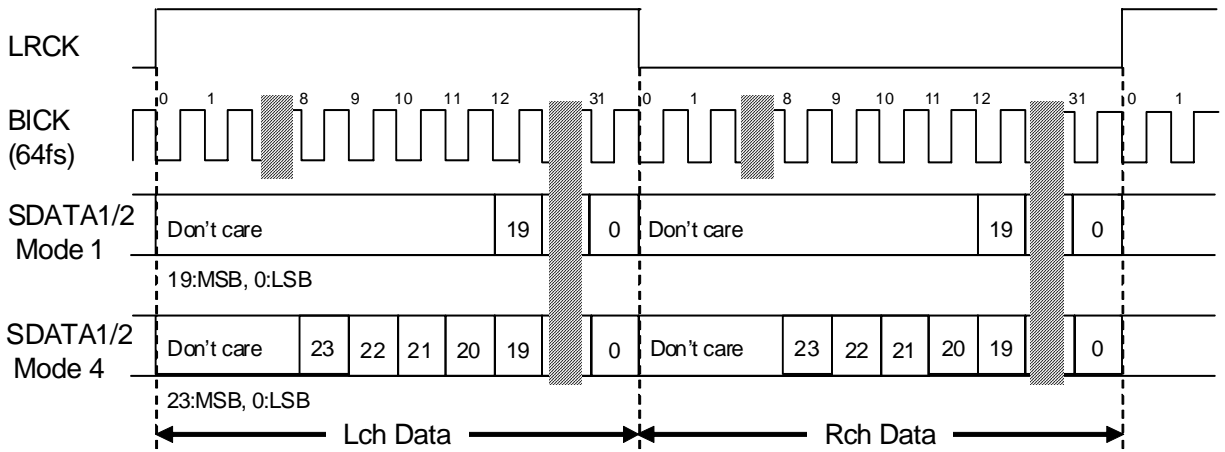 LRCK
0 1 8 9 10 11 12 31 0 1 8 9 10 11 12 31 0 1
BICK
(64fs)
SDATA1/2
Mode 1
Don't care 19 0 Don't care 19 0
19:MSB, 0:LSB
SDATA1/2
Mode 4
Don't care 23 22 21 20 19 0 Don't care 23 22 21 20 19 0
23:MSB, 0:LSB
Lch Data Rch Data